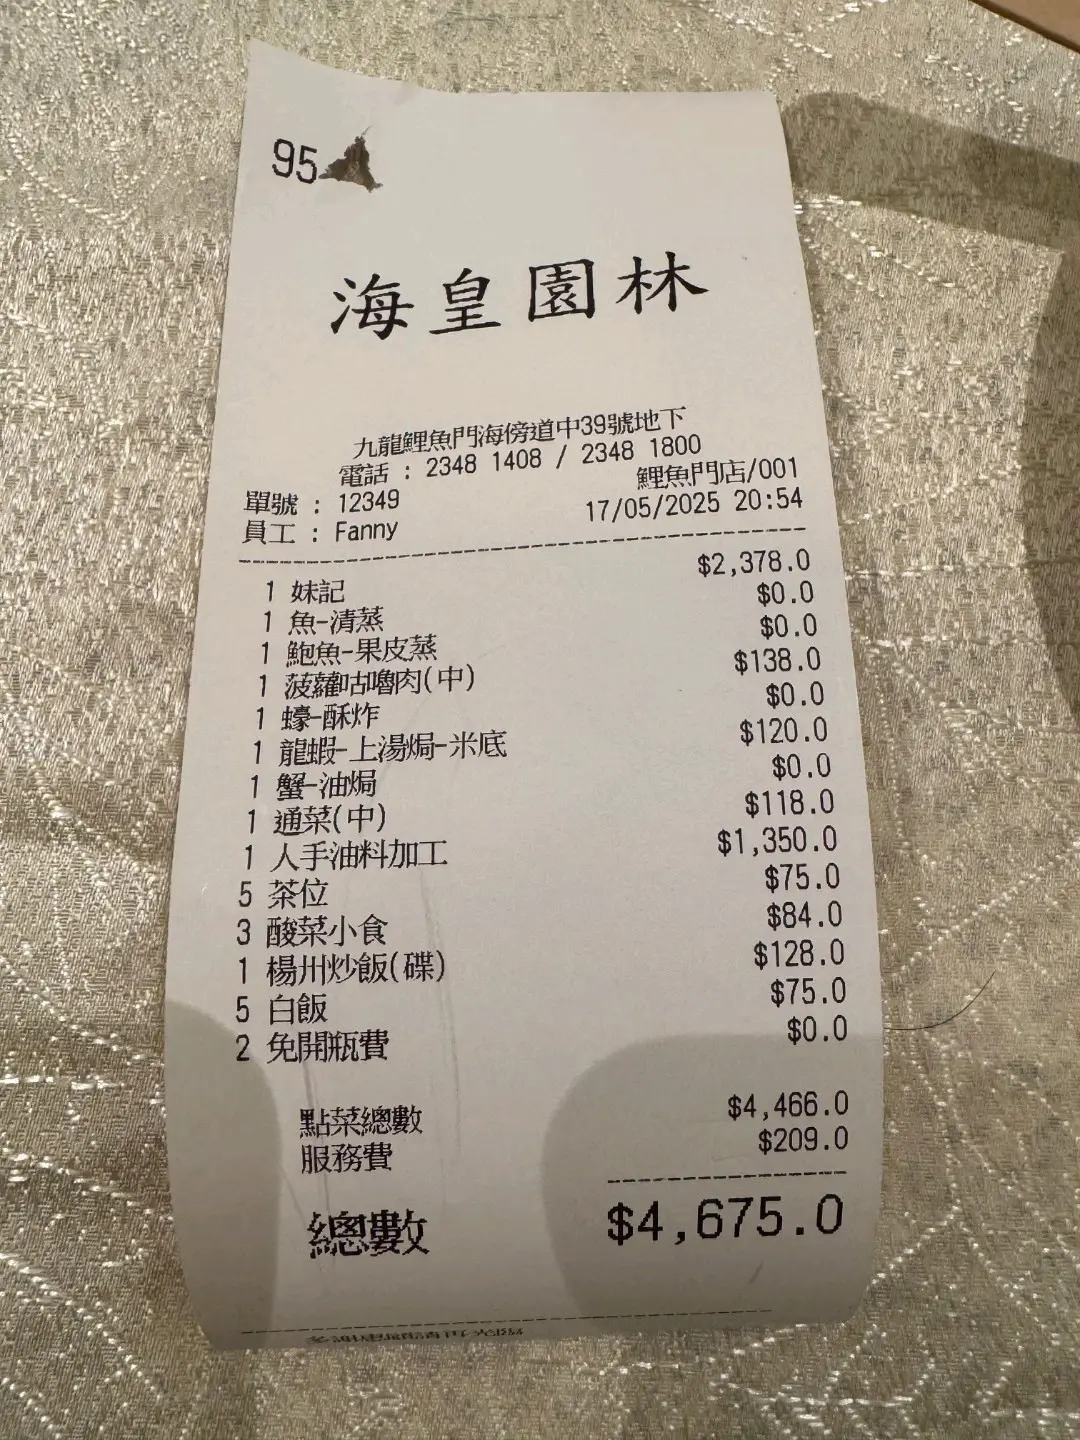 95
海皇園林
九龍鯉魚門海傍道中39號地下
電話 : 2348 1408 / 2348 1800
鯉魚門店/001
單號 : 12349
17/05/2025 20:54
員工 : Fanny
1 妹記 $2,378.0
1 魚-清蒸 $0.0
1 鮑魚-果皮蒸 $0.0
1 菠蘿咕嚕肉(中) $138.0
1 蠔-酥炸 $0.0
1 龍蝦-上湯焗-米底 $120.0
1 蟹-油焗 $0.0
1 通菜(中) $118.0
1 人手油料加工 $1,350.0
5 茶位 $75.0
3 酸菜小食 $84.0
1 楊州炒飯(碟) $128.0
5 白飯 $75.0
2 免開瓶費 $0.0
點菜總數 $4,466.0
服務費 $209.0
總數 $4,675.0